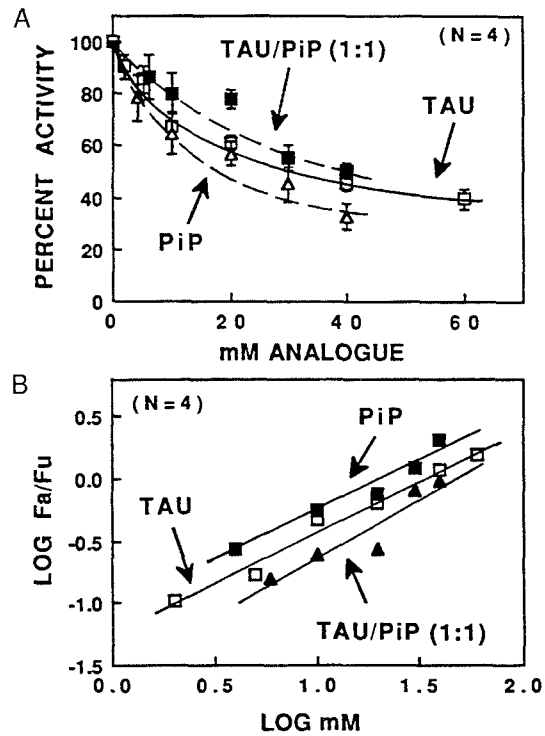 A
(N=4)
TAU/PiP (1:1)
TAU
PiP
100
80
60
40
20
0
PERCENT ACTIVITY
0 20 40 60
mM ANALOGUE
B
(N=4)
PiP
TAU
TAU/PiP (1:1)
0.5
0.0
-0.5
-1.0
-1.5
LOG Fa/Fu
0.0 0.5 1.0 1.5 2.0
LOG mM